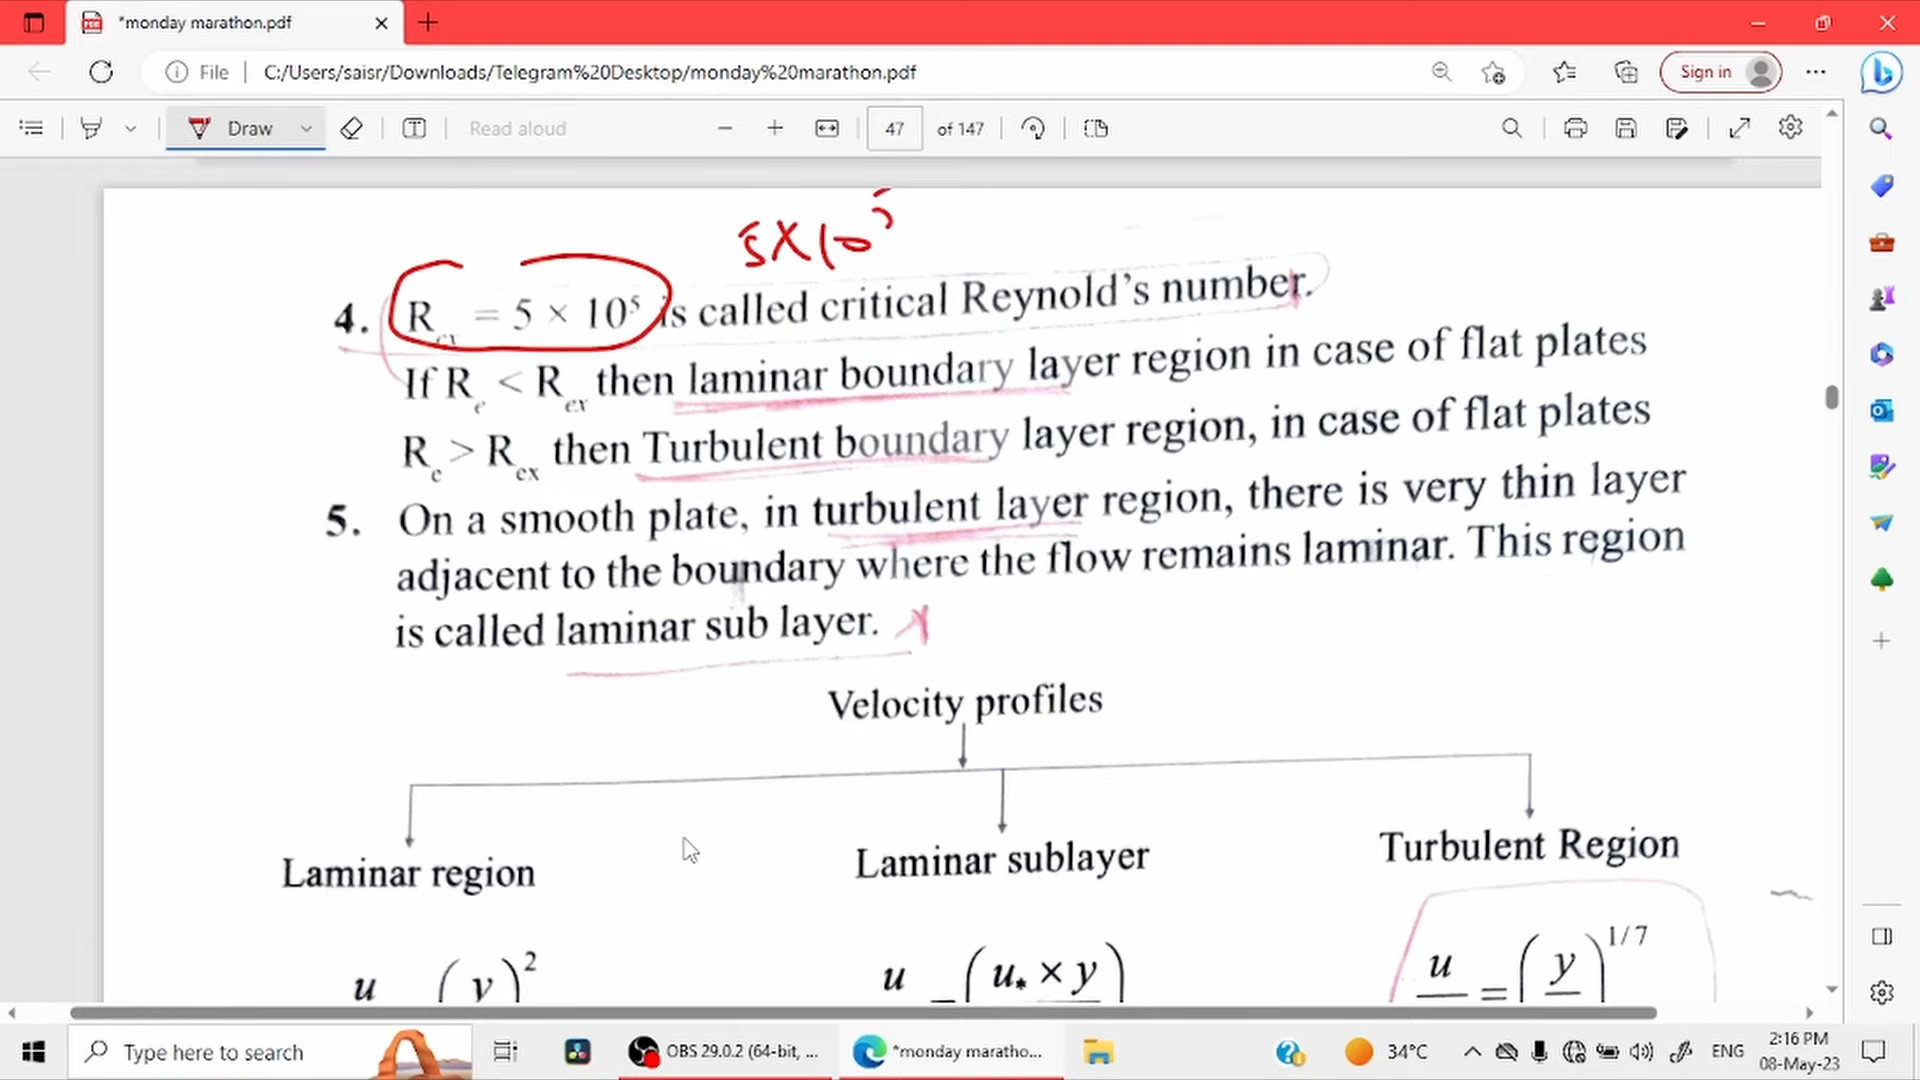 *monday marathon.pdf
File
C:/Users/saisr/Downloads/Telegram%20Desktop/monday%20marathon.pdf
Sign in
Draw
Read aloud
47 of 147
5×10⁵
4. Rₑₓ = 5 × 10⁵ is called critical Reynold's number.
If Rₑ < Rₑₓ then laminar boundary layer region in case of flat plates
Rₑ > Rₑₓ then Turbulent boundary layer region, in case of flat plates
5. On a smooth plate, in turbulent layer region, there is very thin layer
adjacent to the boundary where the flow remains laminar. This region
is called laminar sub layer.
Velocity profiles
Laminar region
Laminar sublayer
Turbulent Region
u (y)²
u = (u* × y)
u = (y)^1/7
Type here to search
OBS 29.0.2 (64-bit, ...
*monday maratho...
34°C
ENG
2:16 PM
08-May-23